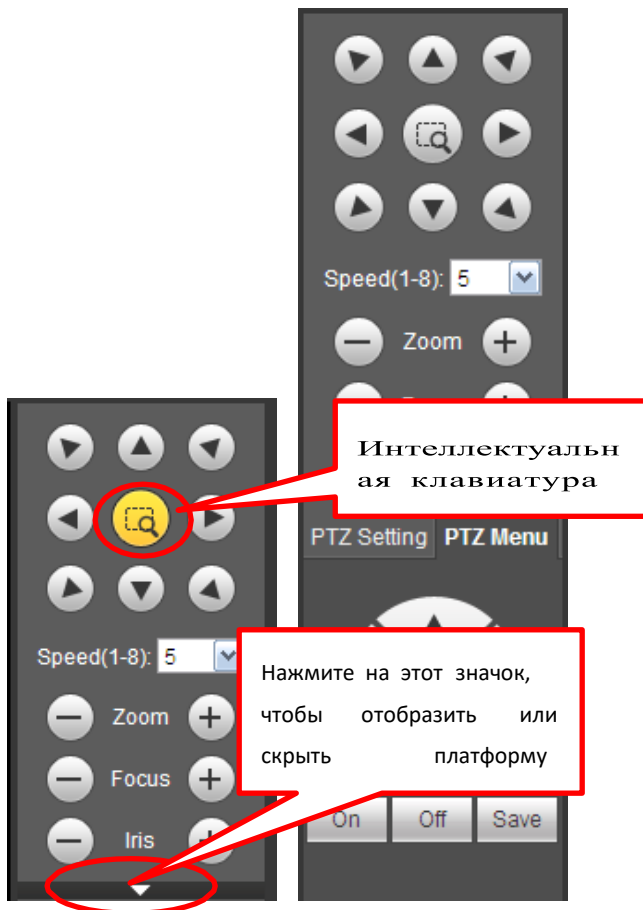 Speed(1-8): 5
Zoom
Интеллектуальн
ая клавиатура
PTZ Setting PTZ Menu
Speed(1-8): 5
Zoom
Focus
Iris
Нажмите на этот значок,
чтобы отобразить или
скрыть платформу
On Off Save